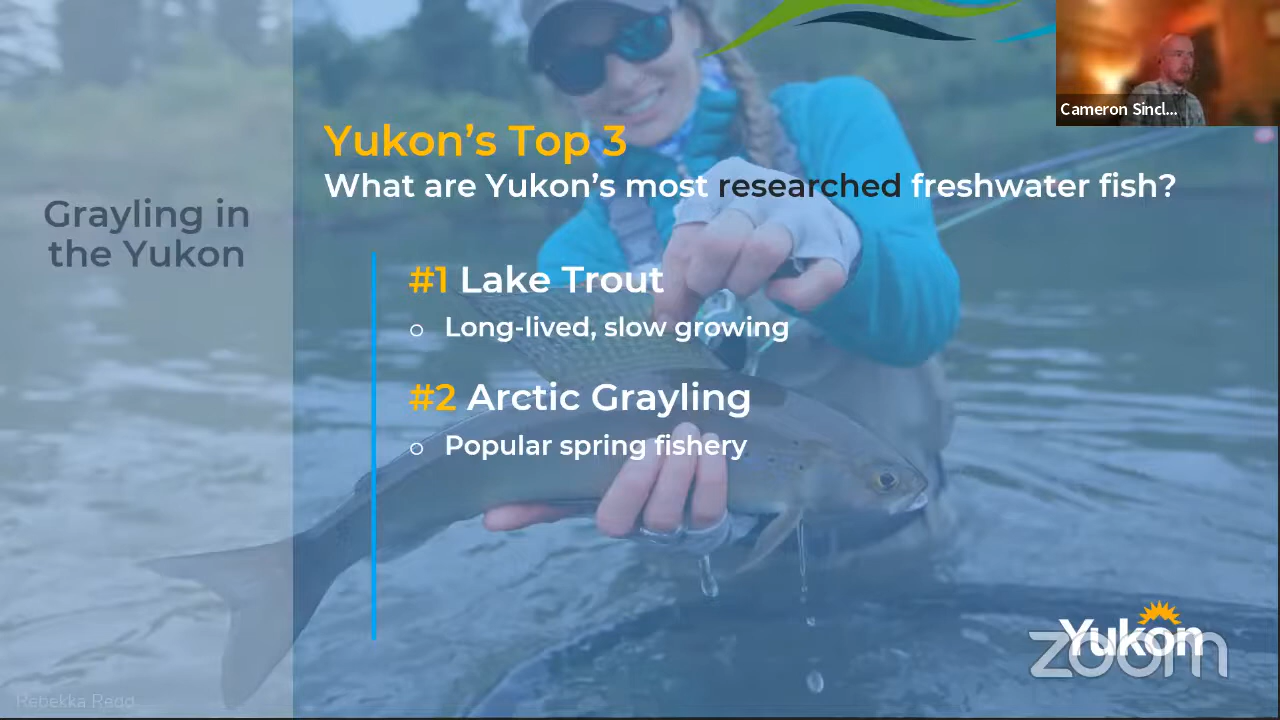 Cameron Sincl...
Yukon's Top 3
What are Yukon's most researched freshwater fish?
Grayling in
the Yukon
#1 Lake Trout
Long-lived, slow growing
#2 Arctic Grayling
Popular spring fishery
Yukon
zoom
Rebekka Redd